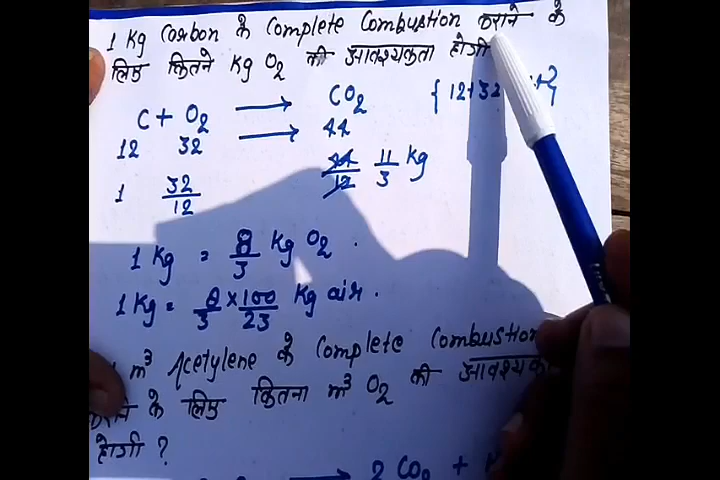 1 Kg Carbon के Complete Combustion कराने के
लिए कितने Kg O2 की आवश्यकता होगी
C + O2 ⟶ CO2 { 12+32
12 32 ⟶ 44
1 32/12 44/12 11/3 Kg
1 Kg = 8/3 Kg O2 .
1 Kg = 8/3 × 100/23 Kg air .
m³ Acetylene के Complete Combustion
के लिए कितना m³ O2 की
होगी ?
⟶ 2 CO2 +